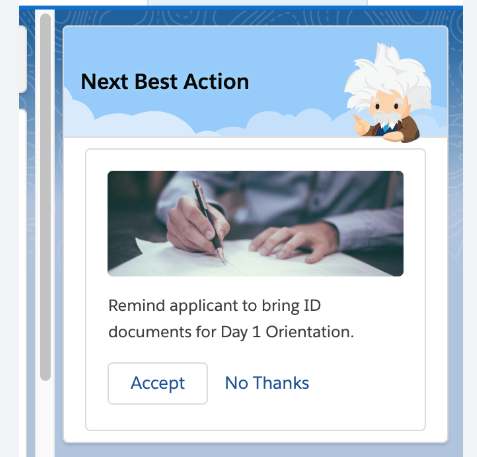 Next Best Action
Remind applicant to bring ID
documents for Day 1 Orientation.
Accept No Thanks